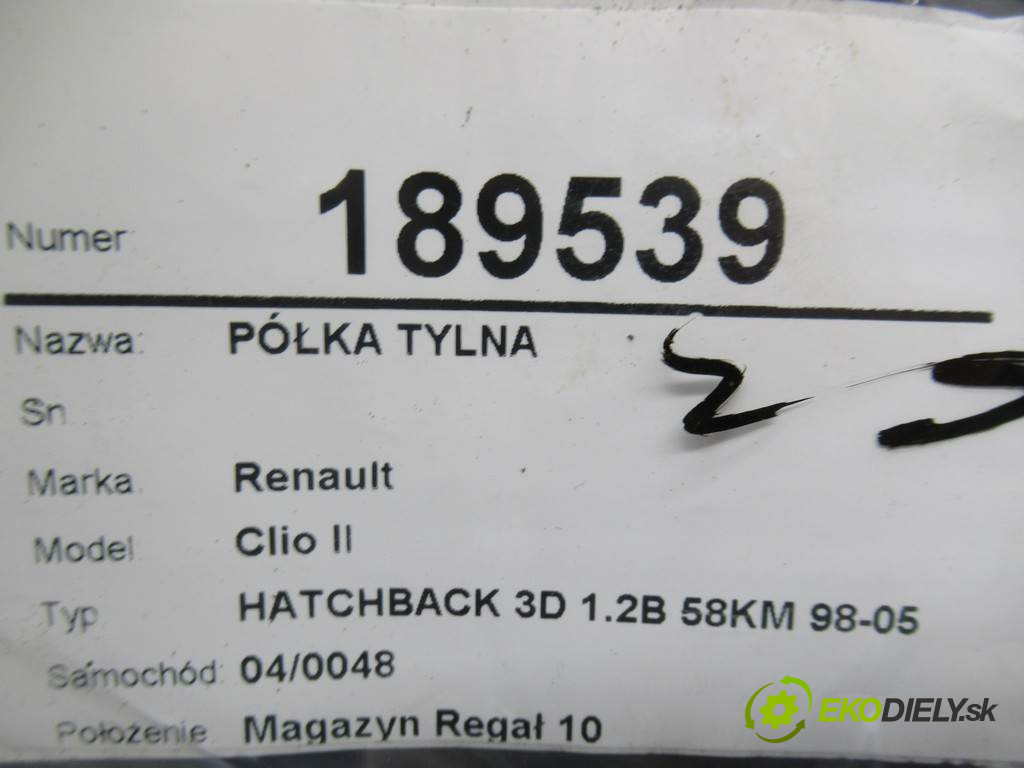 Numer: 189539
Nazwa: PÓŁKA TYLNA
Sn
Marka Renault
Model Clio II
Typ HATCHBACK 3D 1.2B 58KM 98-05
Samochód: 04/0048
Położenie Magazyn Regał 10
EKODIELY.sk